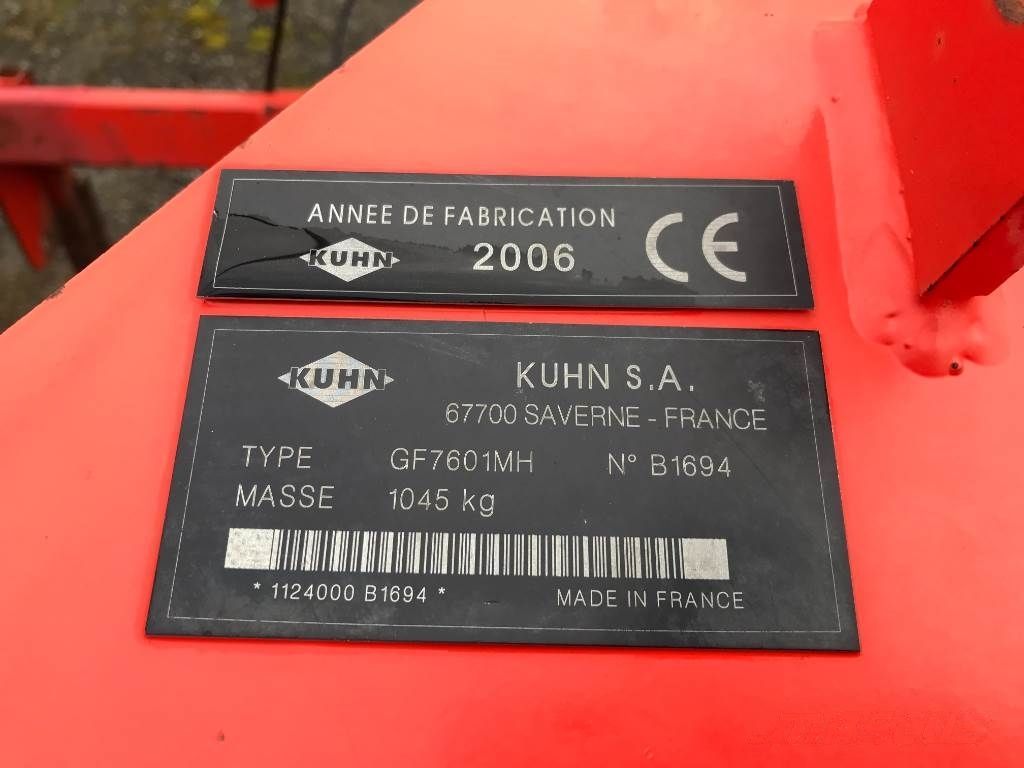 ANNEE DE FABRICATION
KUHN 2006 CE
KUHN KUHN S.A.
67700 SAVERNE - FRANCE
TYPE GF7601MH N° B1694
MASSE 1045 kg
* 1124000 B1694 * MADE IN FRANCE